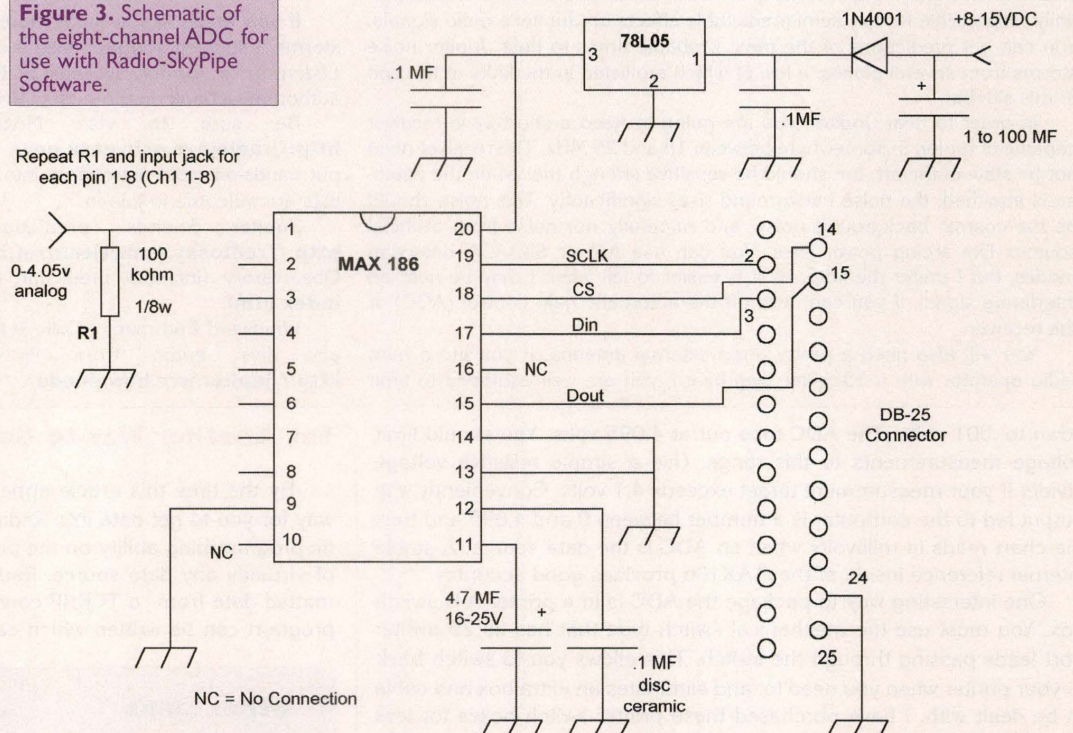 Figure 3. Schematic of
the eight-channel ADC for
use with Radio-SkyPipe
Software.
1N4001
+8-15VDC
78L05
3
1
2
.1 MF
.1MF
+
1 to 100 MF
Repeat R1 and input jack for
each pin 1-8 (Ch1 1-8)
0-4.05v
analog
100
kohm
1/8w
R1
MAX186
1
3
4
5
6
7
8
9
10
NC
20
19
18
17
16
15
14
13
12
11
SCLK
CS
Din
NC
Dout
2
3
14
15
24
25
DB-25
Connector
4.7 MF
16-25V
.1 MF
disc
ceramic
NC = No Connection